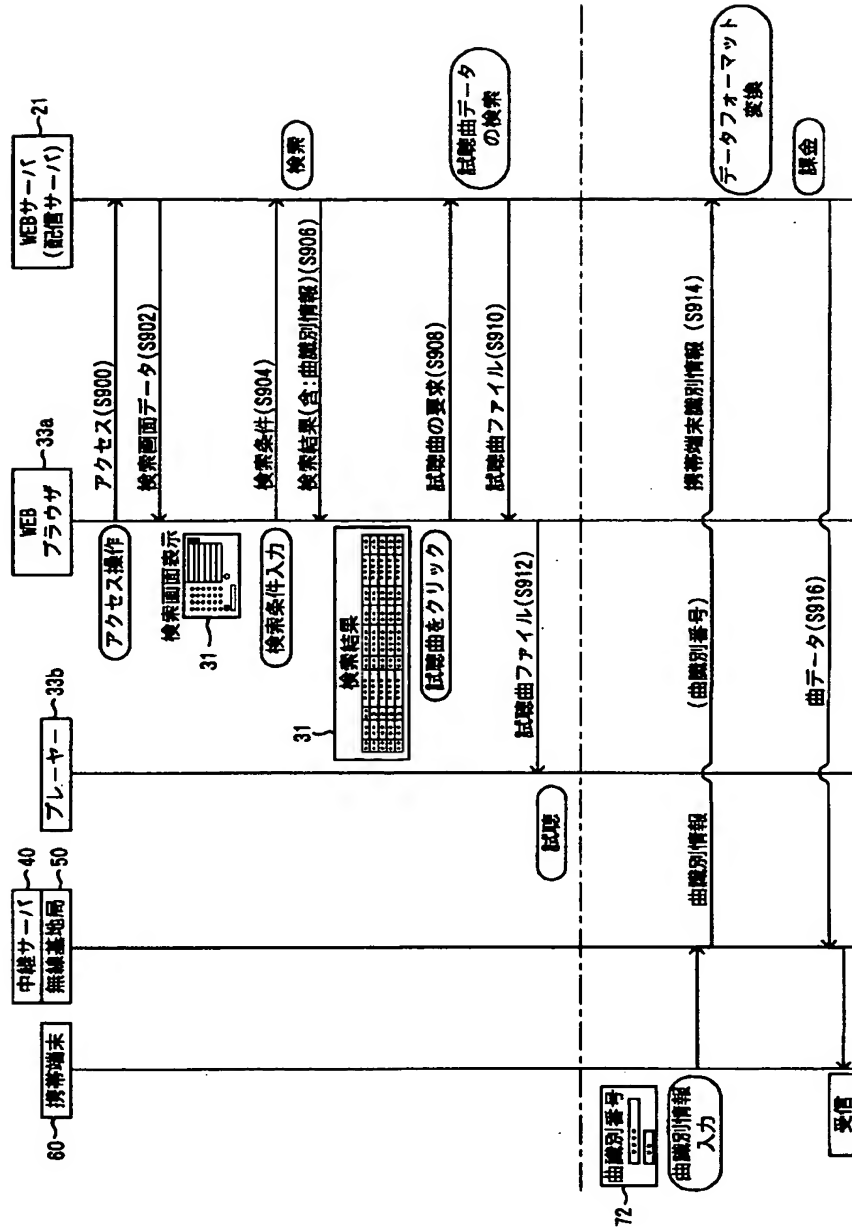 60
携帯端末
中継サーバ
40
無線基地局
50
プレーヤー
33b
WEB
ブラウザ
33a
WEBサーバ
(配信サーバ)
21
アクセス操作
アクセス(S900)
検索画面データ(S902)
検索画面表示
31
検索条件入力
検索条件(S904)
検索
検索結果(含:曲識別情報)(S906)
31
検索結果
試聴曲をクリック
試聴曲の要求(S908)
試聴曲データ
の検索
試聴曲ファイル(S910)
試聴曲ファイル(S912)
試聴
72
曲識別番号
曲識別情報
入力
曲識別情報
(曲識別番号)
携帯端末識別情報(S914)
データフォーマット
変換
課金
曲データ(S916)
受信